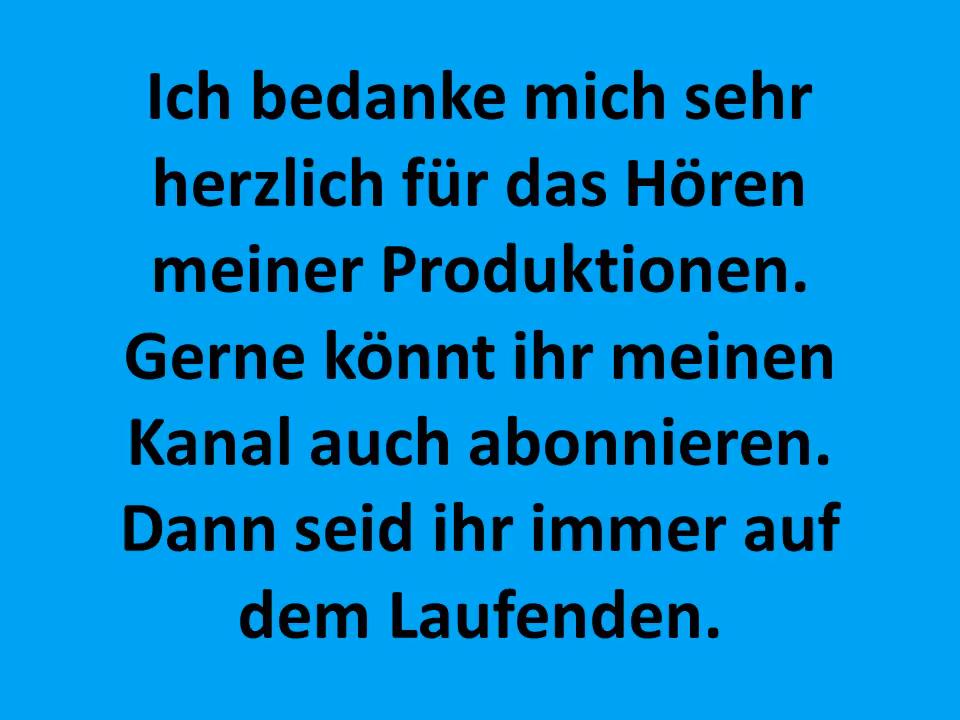 Ich bedanke mich sehr
herzlich für das Hören
meiner Produktionen.
Gerne könnt ihr meinen
Kanal auch abonnieren.
Dann seid ihr immer auf
dem Laufenden.